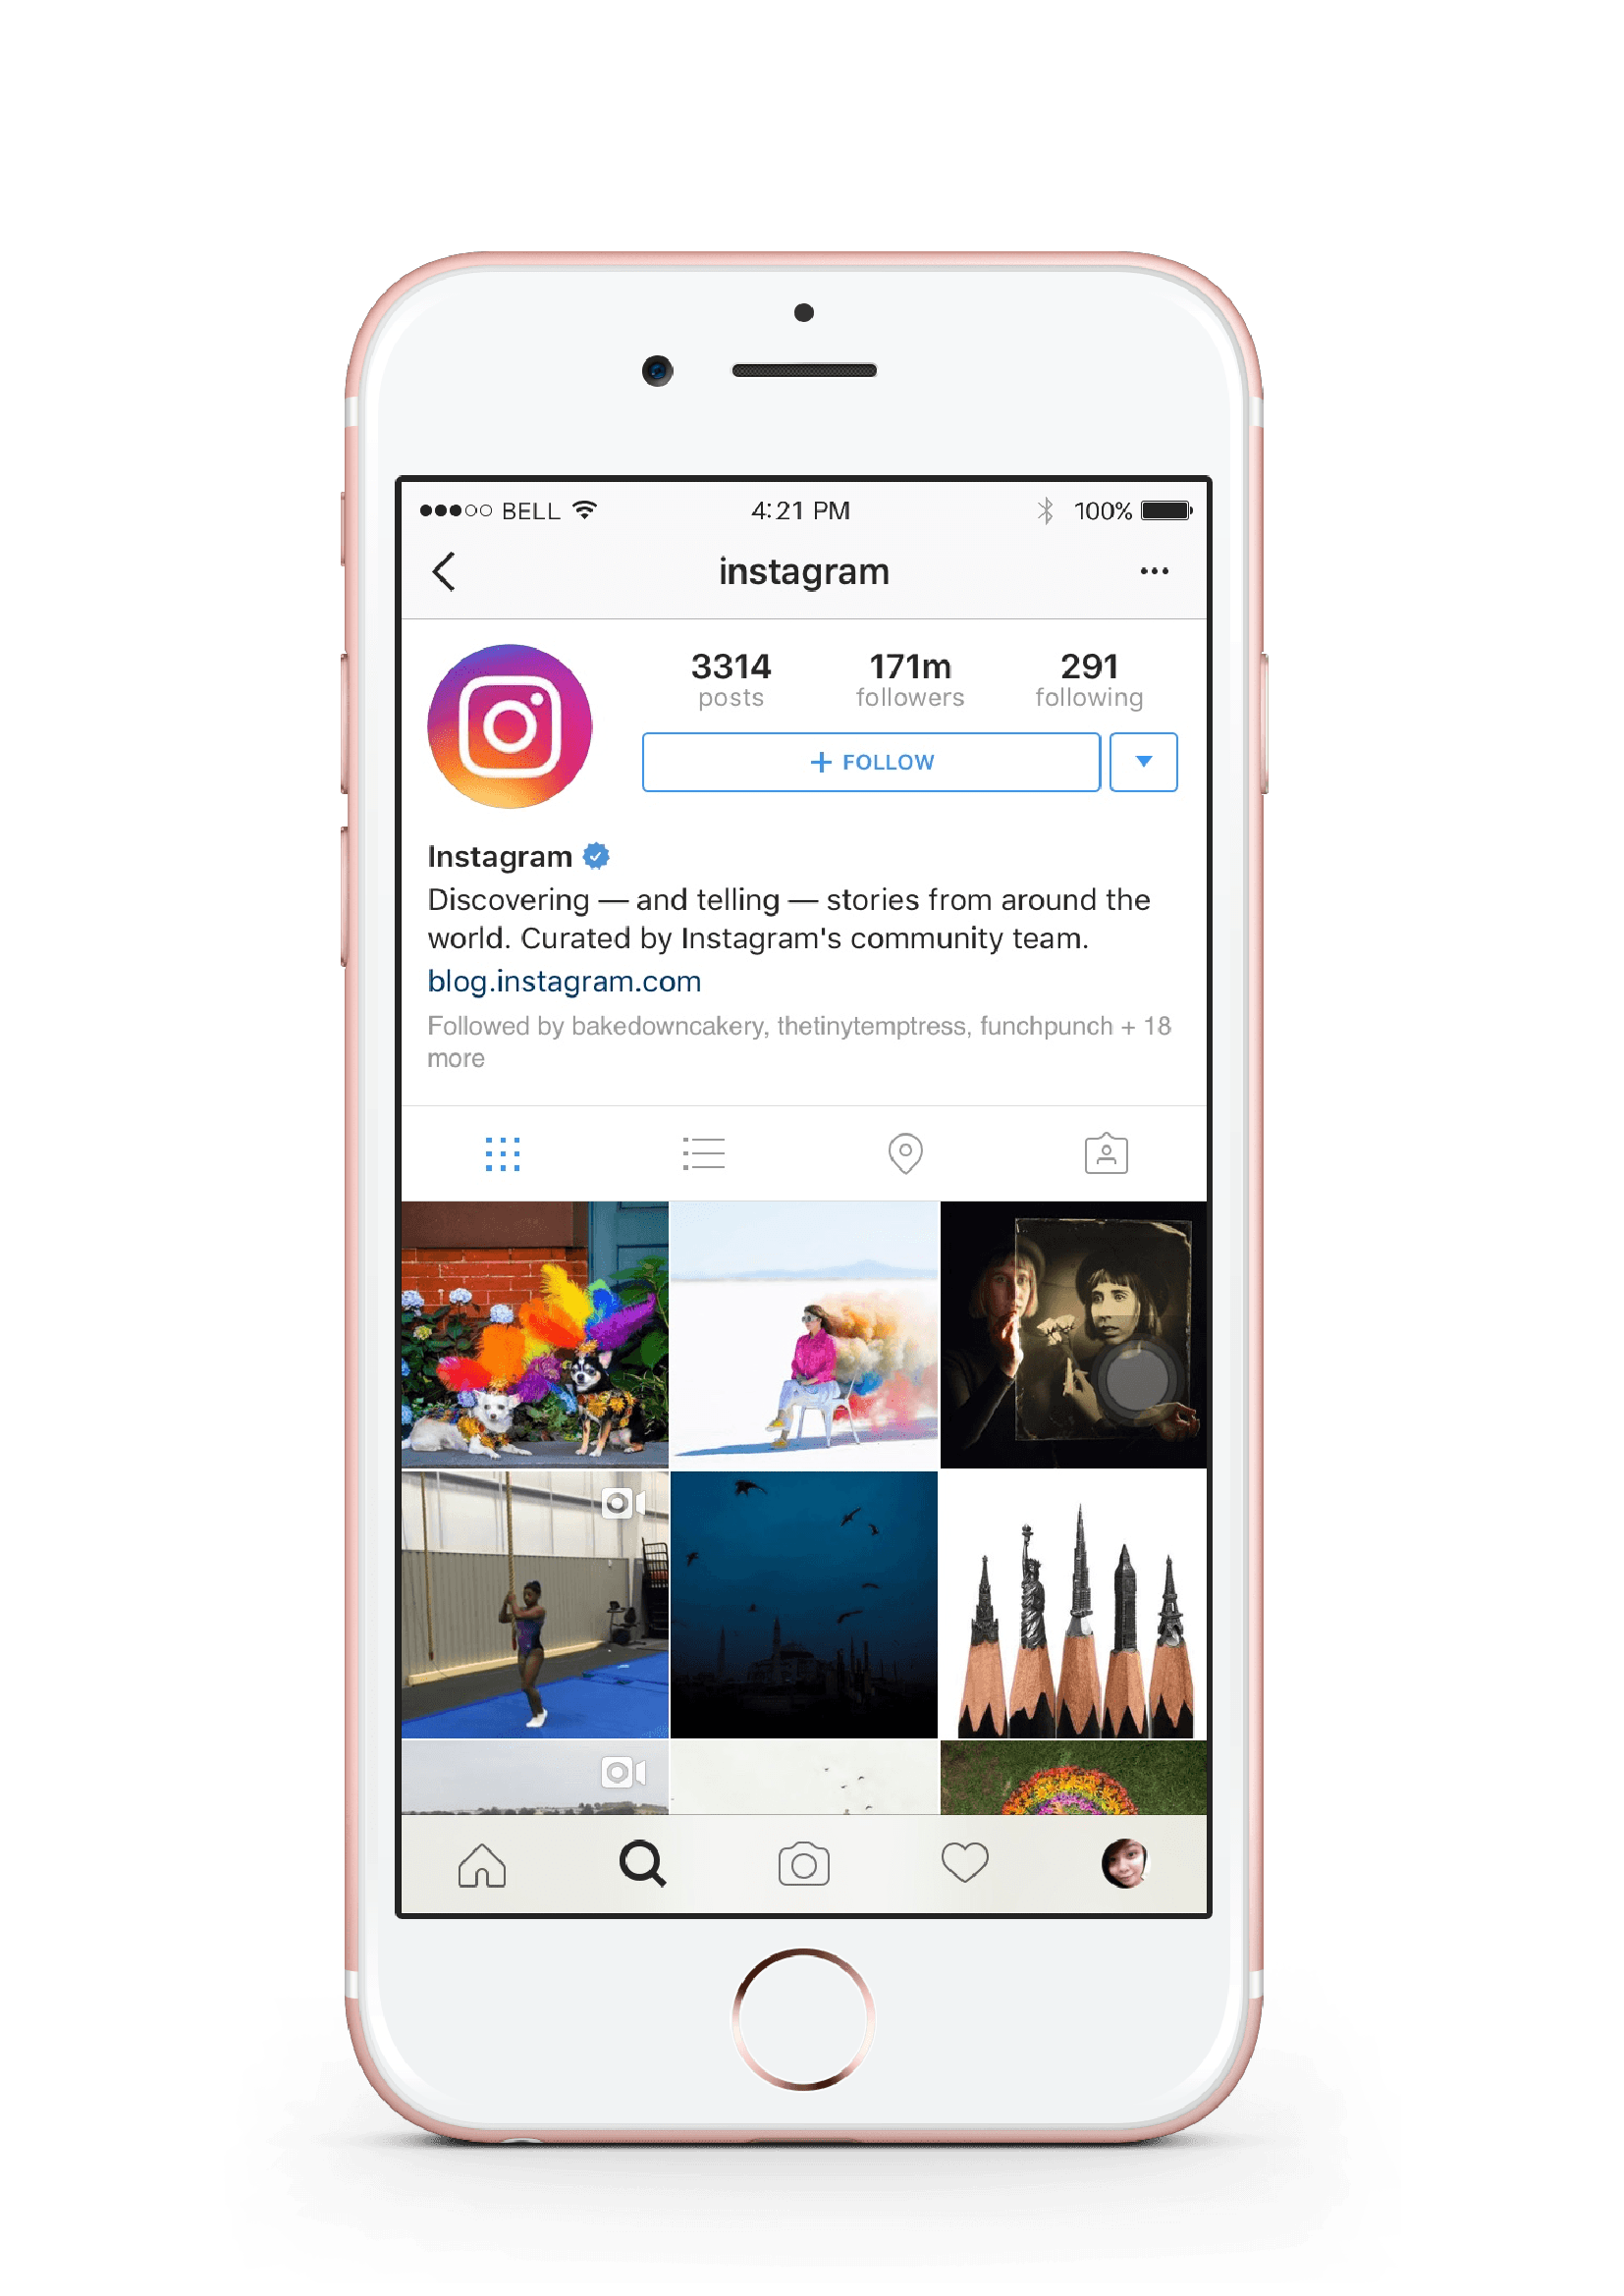 BELL 4:21 PM 100%
instagram
3314 171m 291
posts followers following
+ FOLLOW
Instagram
Discovering — and telling — stories from around the
world. Curated by Instagram's community team.
blog.instagram.com
Followed by bakedowncakery, thetinytemptress, funchpunch + 18
more